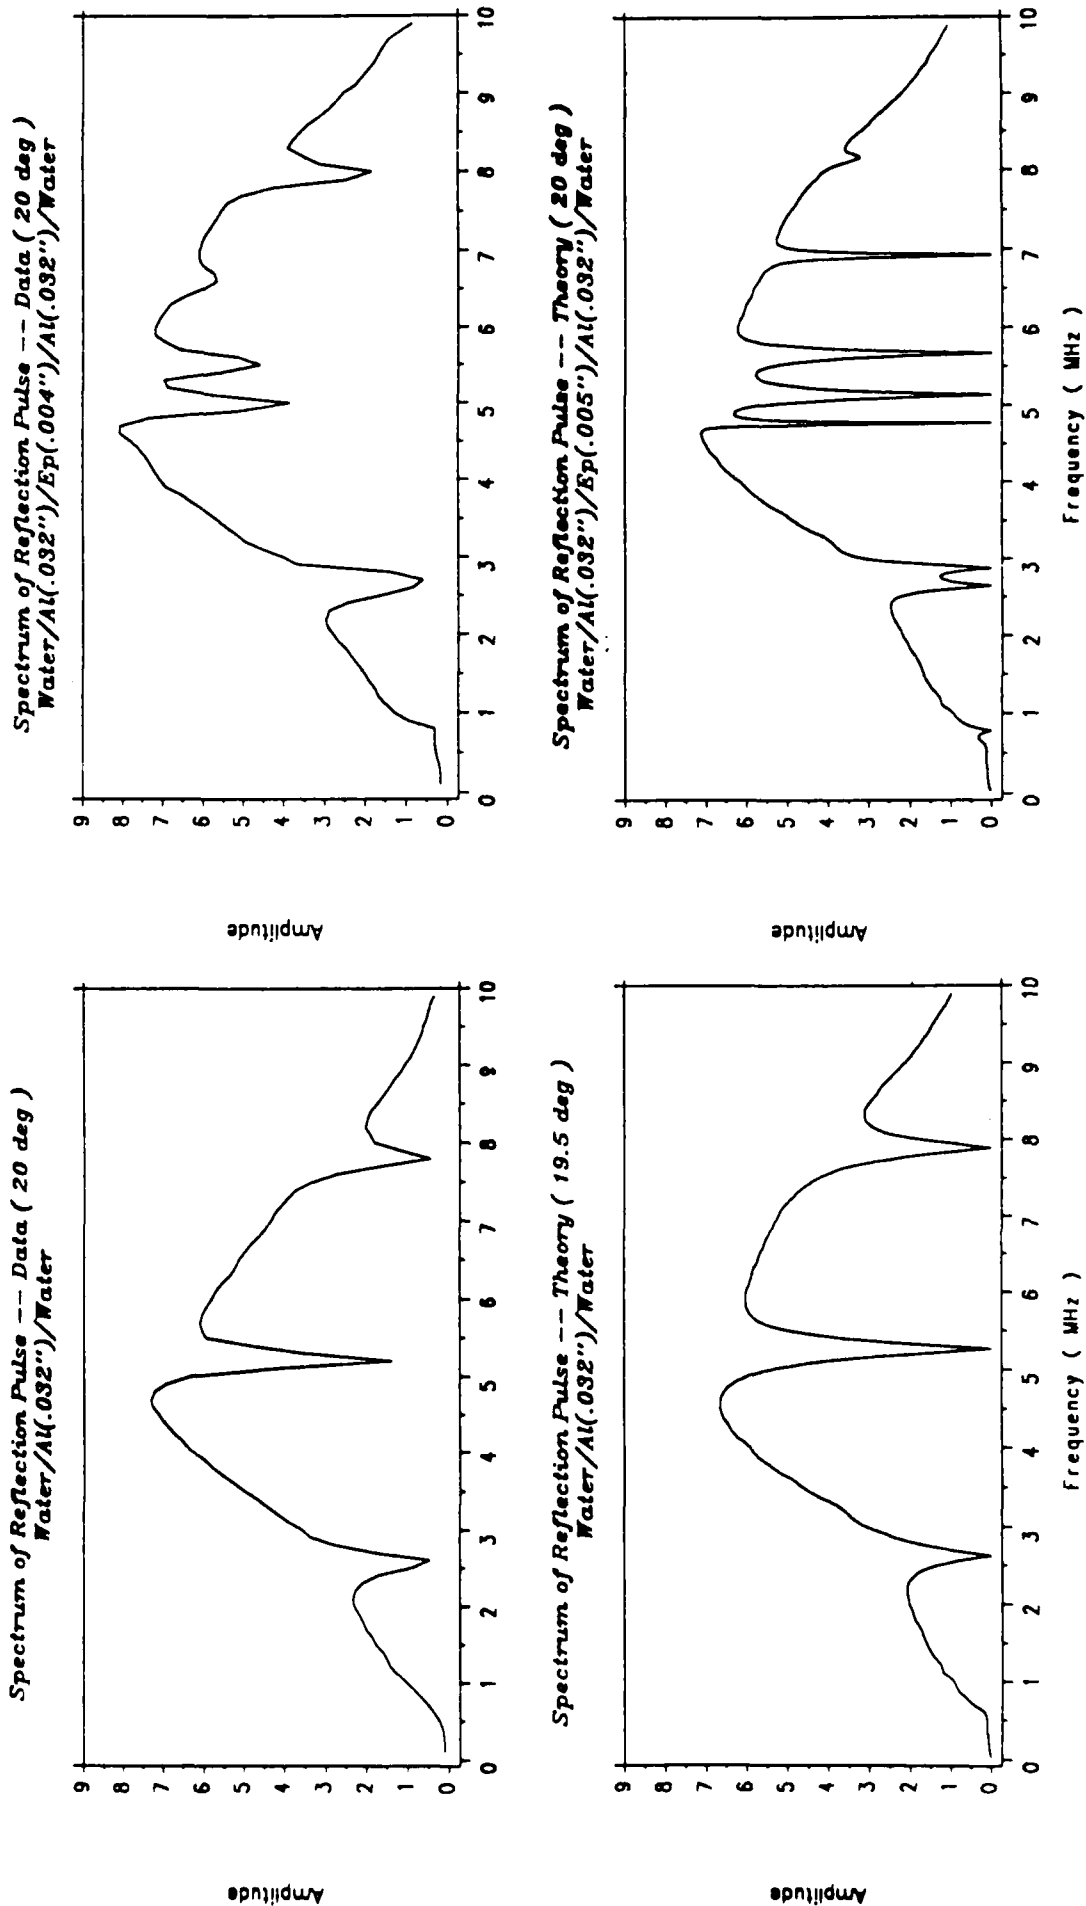 Spectrum of Reflection Pulse -- Data ( 20 deg )
Water/Al(.032")/Water
Amplitude
9
8
7
6
5
4
3
2
1
0
0 1 2 3 4 5 6 7 8 9 10
Spectrum of Reflection Pulse -- Data ( 20 deg )
Water/Al(.032")/Ep(.004")/Al(.032")/Water
Amplitude
9
8
7
6
5
4
3
2
1
0
0 1 2 3 4 5 6 7 8 9 10
Spectrum of Reflection Pulse -- Theory ( 19.5 deg )
Water/Al(.032")/Water
Amplitude
9
8
7
6
5
4
3
2
1
0
0 1 2 3 4 5 6 7 8 9 10
Frequency ( MHz )
Spectrum of Reflection Pulse -- Theory ( 20 deg )
Water/Al(.032")/Ep(.005")/Al(.032")/Water
Amplitude
9
8
7
6
5
4
3
2
1
0
0 1 2 3 4 5 6 7 8 9 10
Frequency ( MHz )